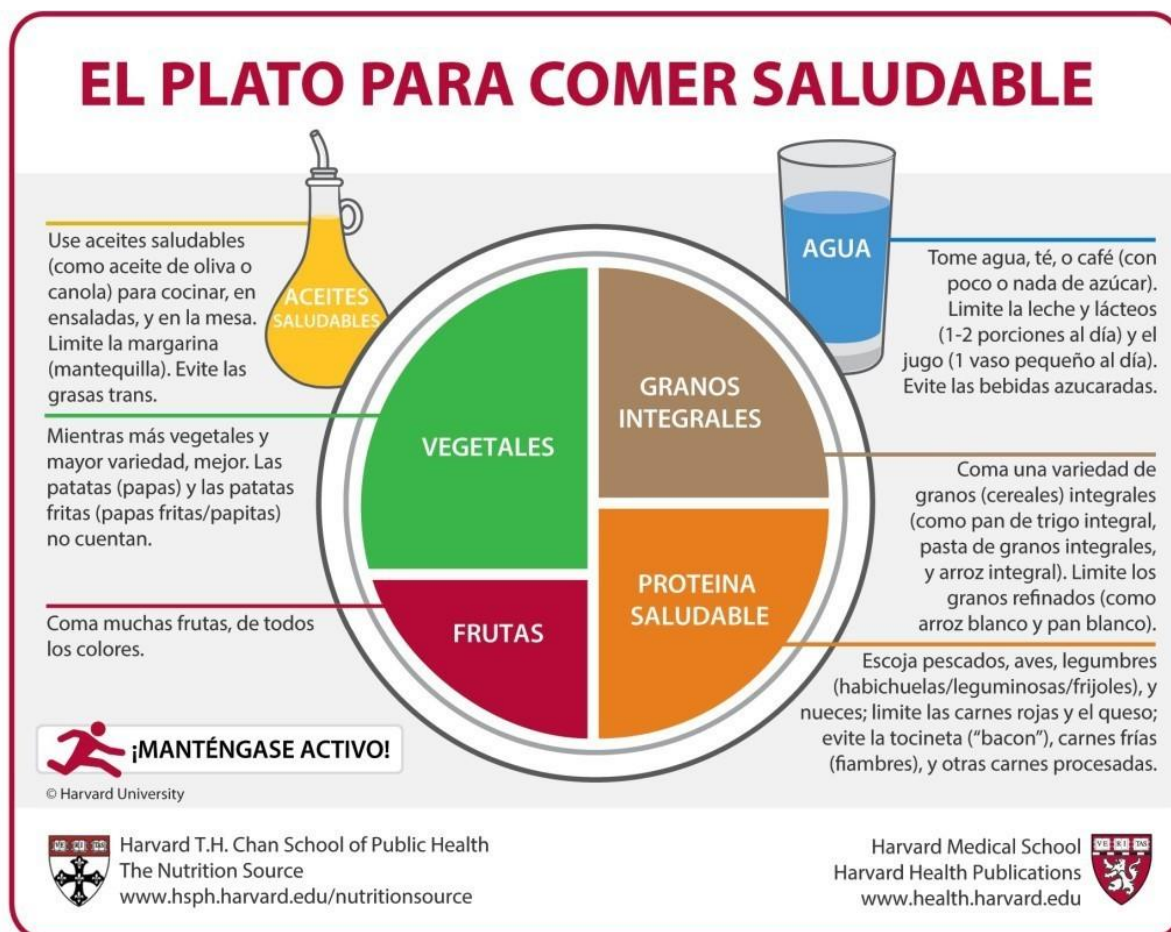 EL PLATO PARA COMER SALUDABLE
Use aceites saludables
(como aceite de oliva o
canola) para cocinar, en
ensaladas, y en la mesa.
Limite la margarina
(mantequilla). Evite las
grasas trans.
ACEITES
SALUDABLES
Mientras más vegetales y
mayor variedad, mejor. Las
patatas (papas) y las patatas
fritas (papas fritas/papitas)
no cuentan.
Coma muchas frutas, de todos
los colores.
VEGETALES
FRUTAS
GRANOS
INTEGRALES
PROTEINA
SALUDABLE
AGUA
Tome agua, té, o café (con
poco o nada de azúcar).
Limite la leche y lácteos
(1-2 porciones al día) y el
jugo (1 vaso pequeño al día).
Evite las bebidas azucaradas.
Coma una variedad de
granos (cereales) integrales
(como pan de trigo integral,
pasta de granos integrales,
y arroz integral). Limite los
granos refinados (como
arroz blanco y pan blanco).
Escoja pescados, aves, legumbres
(habichuelas/leguminosas/frijoles), y
nueces; limite las carnes rojas y el queso;
evite la tocineta (“bacon”), carnes frías
(fiambres), y otras carnes procesadas.
¡MANTÉNGASE ACTIVO!
© Harvard University
Harvard T.H. Chan School of Public Health
The Nutrition Source
www.hsph.harvard.edu/nutritionsource
Harvard Medical School
Harvard Health Publications
www.health.harvard.edu
VE RI TAS